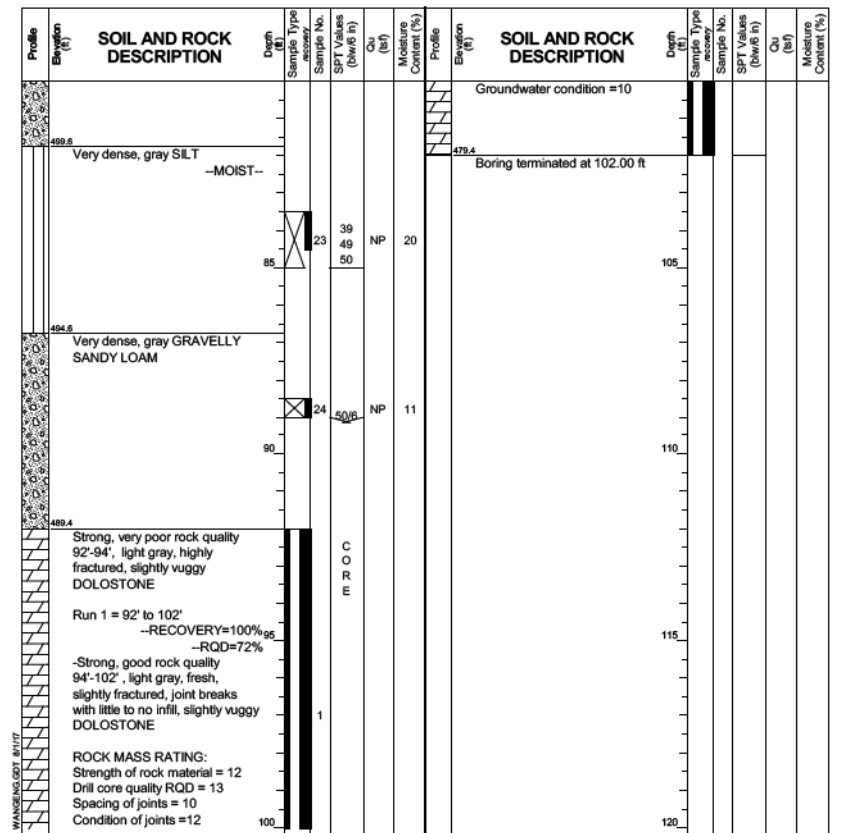 Profile
Elevation (ft)
SOIL AND ROCK
DESCRIPTION
Depth (ft)
Sample Type
recovery
Sample No.
SPT Values (blw/6 in)
Qu (tsf)
Moisture Content (%)
499.6
Very dense, gray SILT
--MOIST--
23
39
49
50
NP
20
85
494.6
Very dense, gray GRAVELLY
SANDY LOAM
24
50/6
NP
11
90
489.4
Strong, very poor rock quality
92'-94', light gray, highly
fractured, slightly vuggy
DOLOSTONE
C
O
R
E
Run 1 = 92' to 102'
--RECOVERY=100%
95
--RQD=72%
-Strong, good rock quality
94'-102' , light gray, fresh,
slightly fractured, joint breaks
with little to no infill, slightly vuggy
1
DOLOSTONE
ROCK MASS RATING:
Strength of rock material = 12
Drill core quality RQD = 13
Spacing of joints = 10
Condition of joints =12
100
WANGENG.GDT 8/1/17
Profile
Elevation (ft)
SOIL AND ROCK
DESCRIPTION
Depth (ft)
Sample Type
recovery
Sample No.
SPT Values (blw/6 in)
Qu (tsf)
Moisture Content (%)
Groundwater condition =10
479.4
Boring terminated at 102.00 ft
105
110
115
120